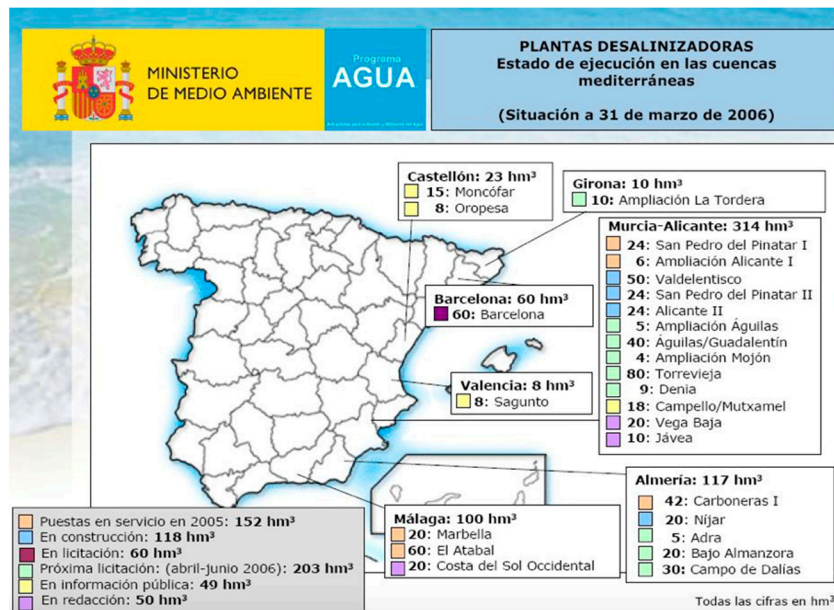 MINISTERIO
DE MEDIO AMBIENTE
Programa
AGUA
PLANTAS DESALINIZADORAS
Estado de ejecución en las cuencas
mediterráneas
(Situación a 31 de marzo de 2006)
Castellón: 23 hm³
15: Moncófar
8: Oropesa
Girona: 10 hm³
10: Ampliación La Tordera
Murcia-Alicante: 314 hm³
24: San Pedro del Pinatar I
6: Ampliación Alicante I
50: Valdelentisco
24: San Pedro del Pinatar II
24: Alicante II
5: Ampliación Águilas
40: Águilas/Guadalentín
4: Ampliación Mojón
80: Torrevieja
9: Denia
18: Campello/Mutxamel
20: Vega Baja
10: Jávea
Barcelona: 60 hm³
60: Barcelona
Valencia: 8 hm³
8: Sagunto
Almería: 117 hm³
42: Carboneras I
20: Níjar
5: Adra
20: Bajo Almanzora
30: Campo de Dalías
Málaga: 100 hm³
20: Marbella
60: El Atabal
20: Costa del Sol Occidental
Puestas en servicio en 2005: 152 hm³
En construcción: 118 hm³
En licitación: 60 hm³
Próxima licitación: (abril-junio 2006): 203 hm³
En información pública: 49 hm³
En redacción: 50 hm³
Todas las cifras en hm³